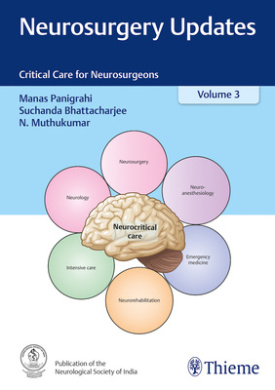 Neurosurgery Updates
Critical Care for Neurosurgeons
Volume 3
Manas Panigrahi
Suchanda Bhattacharjee
N. Muthukumar
Neurosurgery
Neurology
Neuro-
anesthesiology
Neurocritical
care
Intensive care
Emergency
medicine
Neurorehabilitation
Publication of the
Neurological Society of India
Thieme